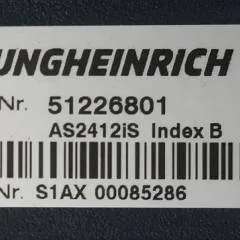 UNGHEINRICH
Nr. 51226801
AS2412iS Index B
Nr. S1AX 00085286